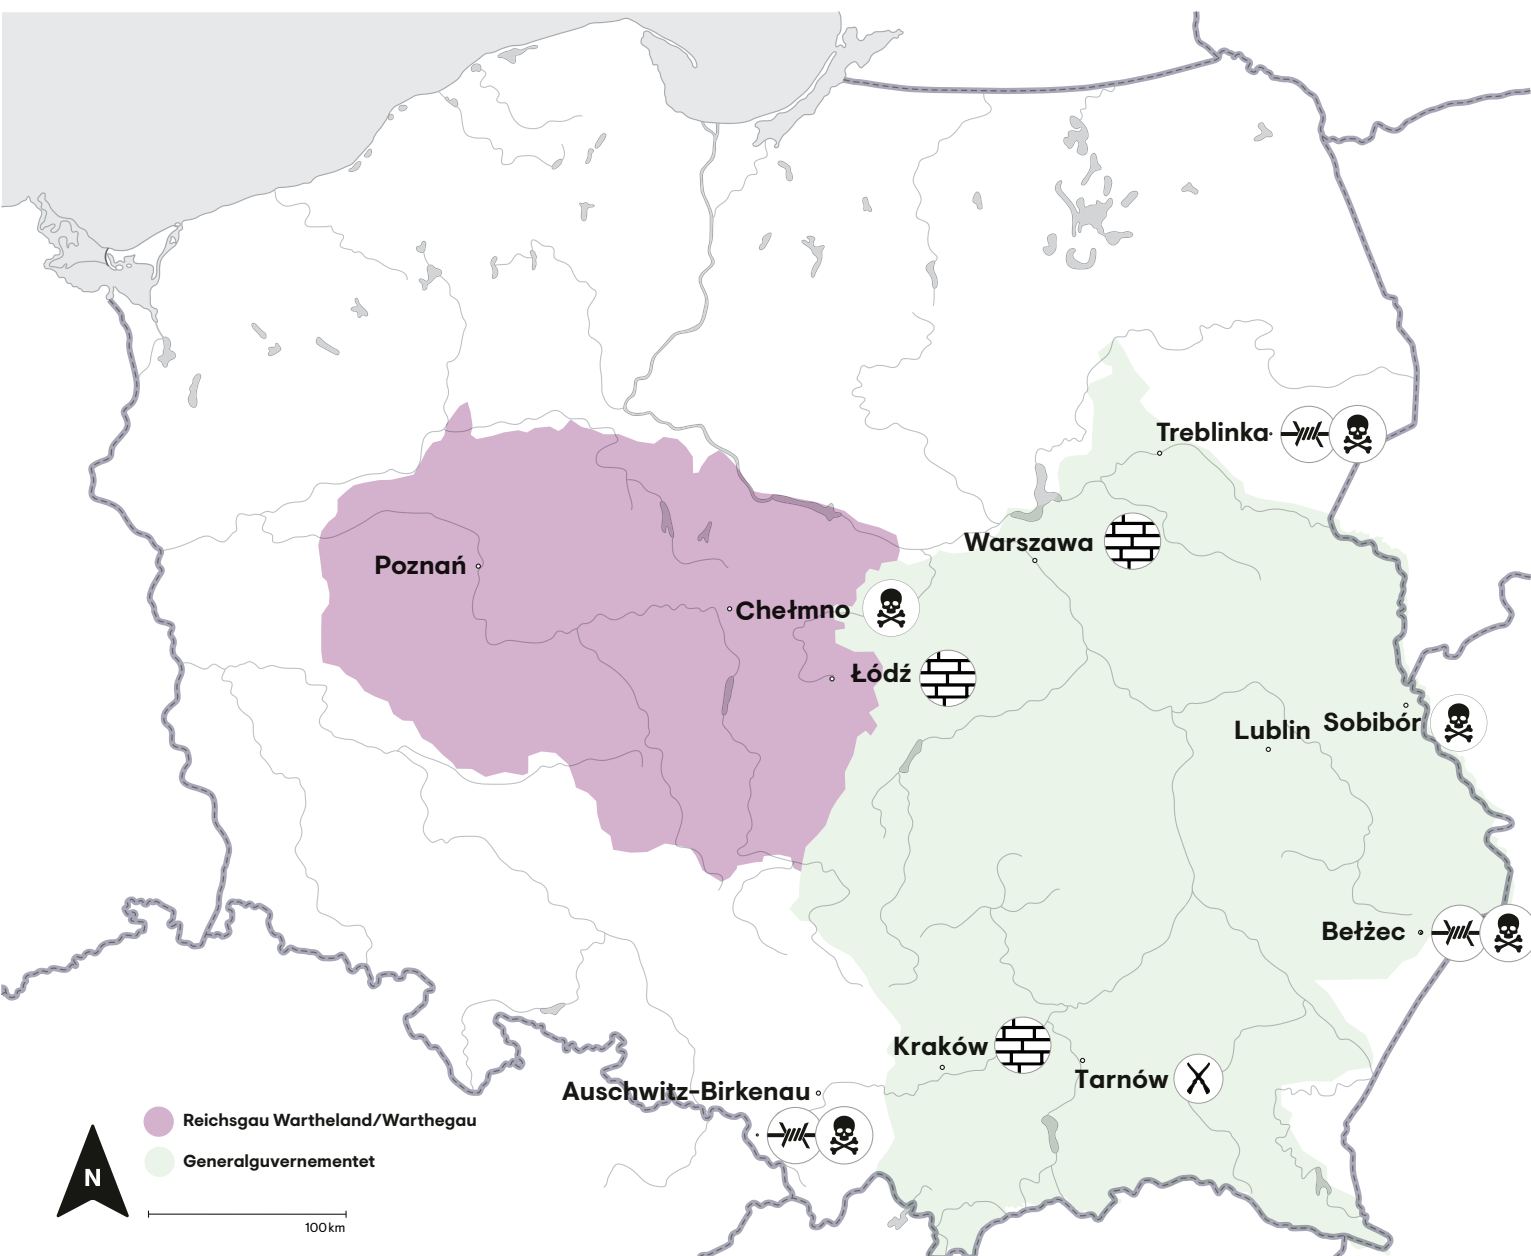 Treblinka
Warszawa
Poznań
Chełmno
Łódź
Lublin
Sobibór
Bełżec
Kraków
Tarnów
Auschwitz-Birkenau
Reichsgau Wartheland/Warthegau
Generalguvernementet
N
100 km